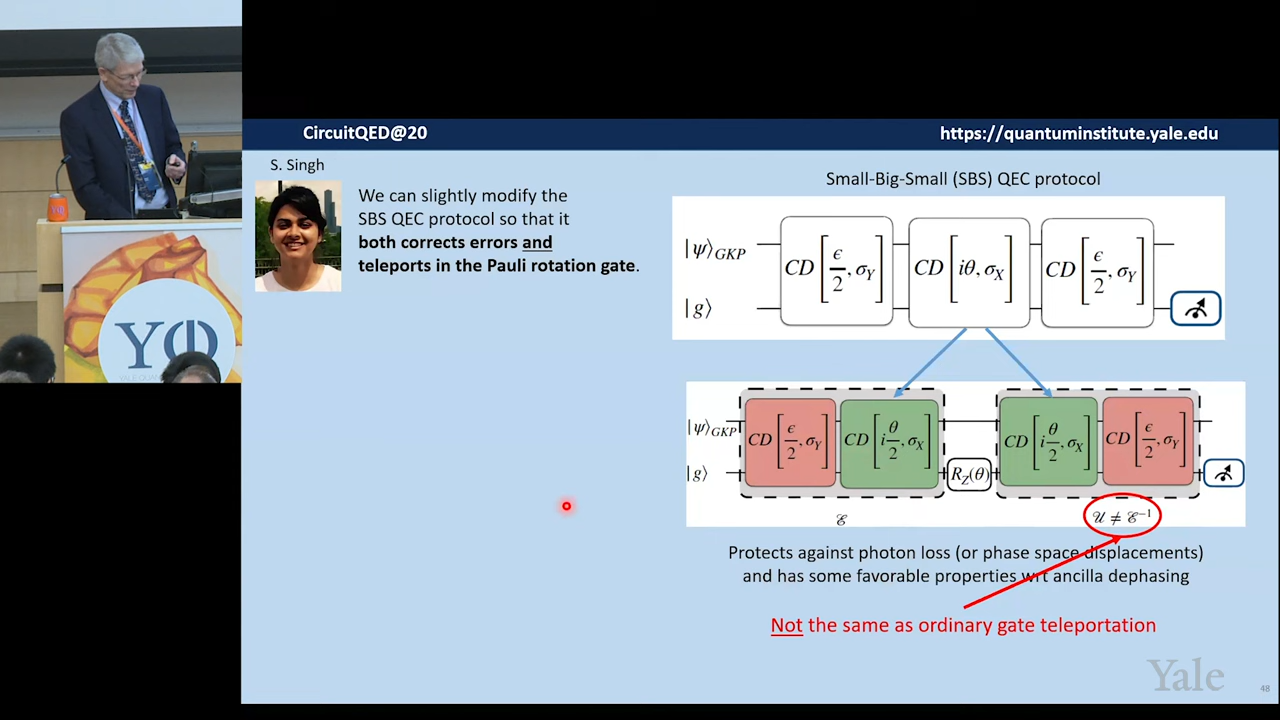 CircuitQED@20
https://quantuminstitute.yale.edu
S. Singh
We can slightly modify the
SBS QEC protocol so that it
both corrects errors and
teleports in the Pauli rotation gate.
Small-Big-Small (SBS) QEC protocol
|ψ⟩GKP
CD [ϵ/2, σY]
CD [iθ, σX]
CD [ϵ/2, σY]
|g⟩
|ψ⟩GKP
CD [ϵ/2, σY]
CD [iθ/2, σX]
CD [iθ/2, σX]
CD [ϵ/2, σY]
|g⟩
RZ(θ)
ℰ
𝒰 ≠ ℰ−1
Protects against photon loss (or phase space displacements)
and has some favorable properties wrt ancilla dephasing
Not the same as ordinary gate teleportation
Yale
48
YQ